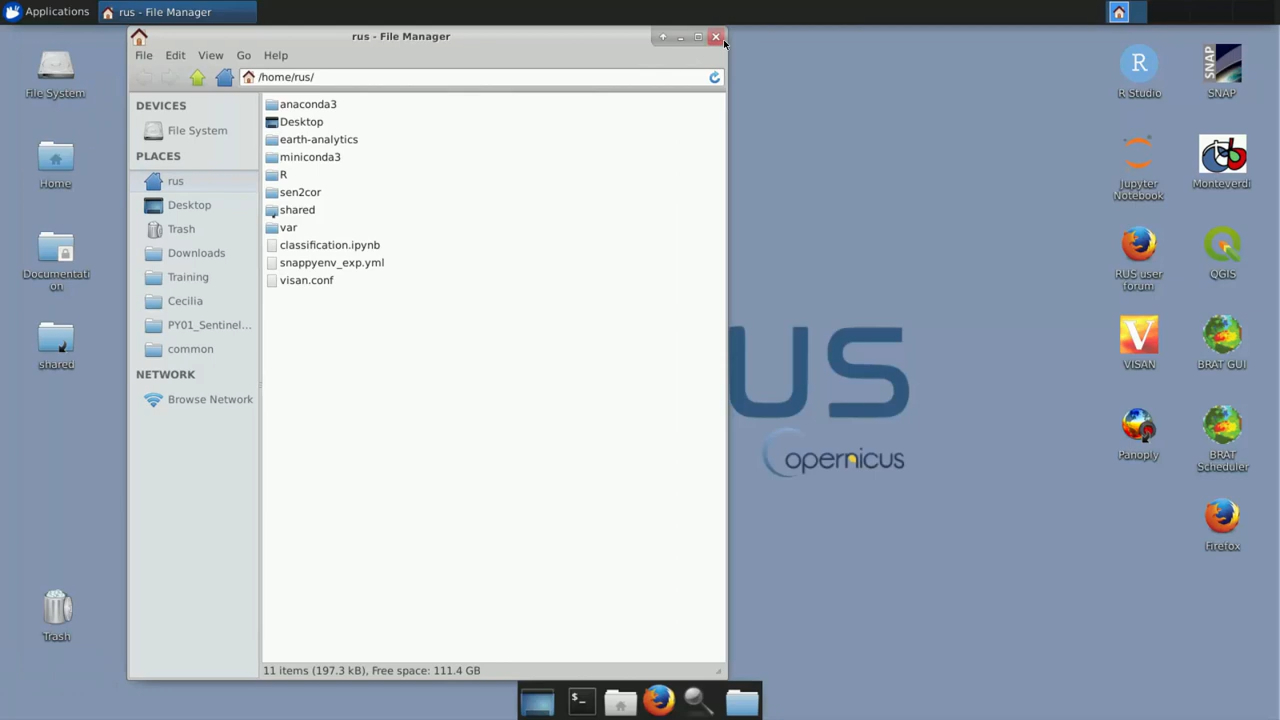 Applications
rus - File Manager
rus - File Manager
File Edit View Go Help
/home/rus/
DEVICES
File System
PLACES
rus
Desktop
Trash
Downloads
Training
Cecilia
PY01_Sentinel...
common
NETWORK
Browse Network
anaconda3
Desktop
earth-analytics
miniconda3
R
sen2cor
shared
var
classification.ipynb
snappyenv_exp.yml
visan.conf
11 items (197.3 kB), Free space: 111.4 GB
File System
Home
Documentati
on
shared
Trash
US
opernicus
R
R Studio
SNAP
SNAP
Jupyter
Notebook
Monteverdi
RUS user
forum
QGIS
V
VISAN
BRAT GUI
Panoply
BRAT
Scheduler
Firefox